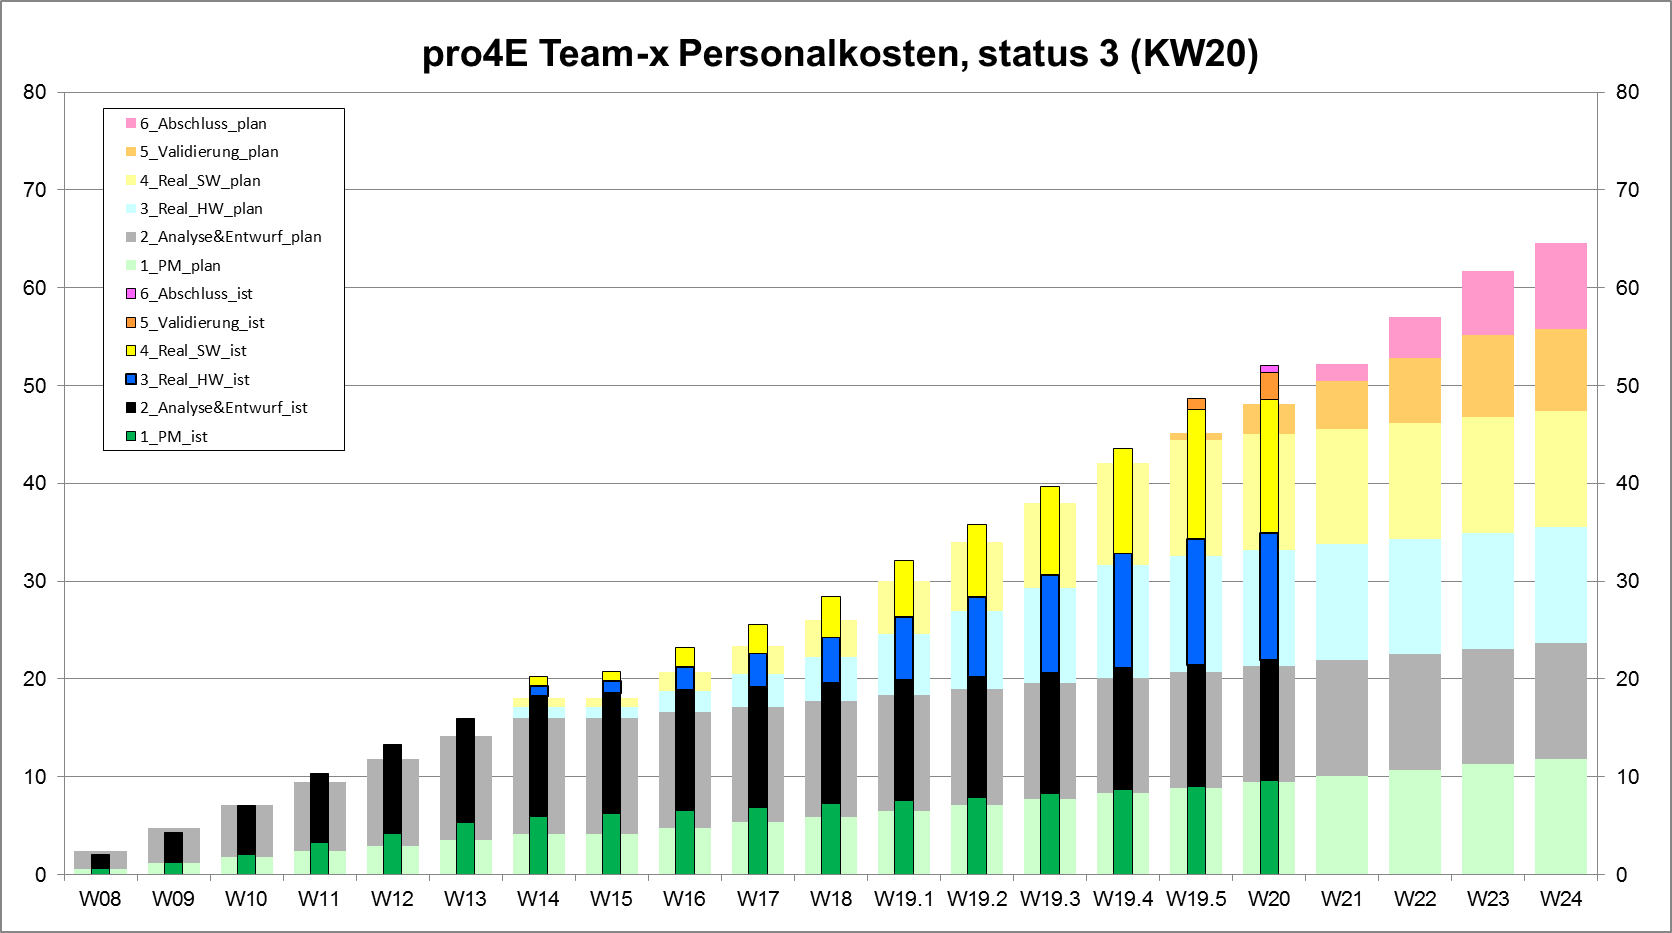 pro4E Team-x Personalkosten, status 3 (KW20)
80
70
60
50
40
30
20
10
0
6_Abschluss_plan
5_Validierung_plan
4_Real_SW_plan
3_Real_HW_plan
2_Analyse&Entwurf_plan
1_PM_plan
6_Abschluss_ist
5_Validierung_ist
4_Real_SW_ist
3_Real_HW_ist
2_Analyse&Entwurf_ist
1_PM_ist
80
70
60
50
40
30
20
10
0
W08 W09 W10 W11 W12 W13 W14 W15 W16 W17 W18 W19.1 W19.2 W19.3 W19.4 W19.5 W20 W21 W22 W23 W24